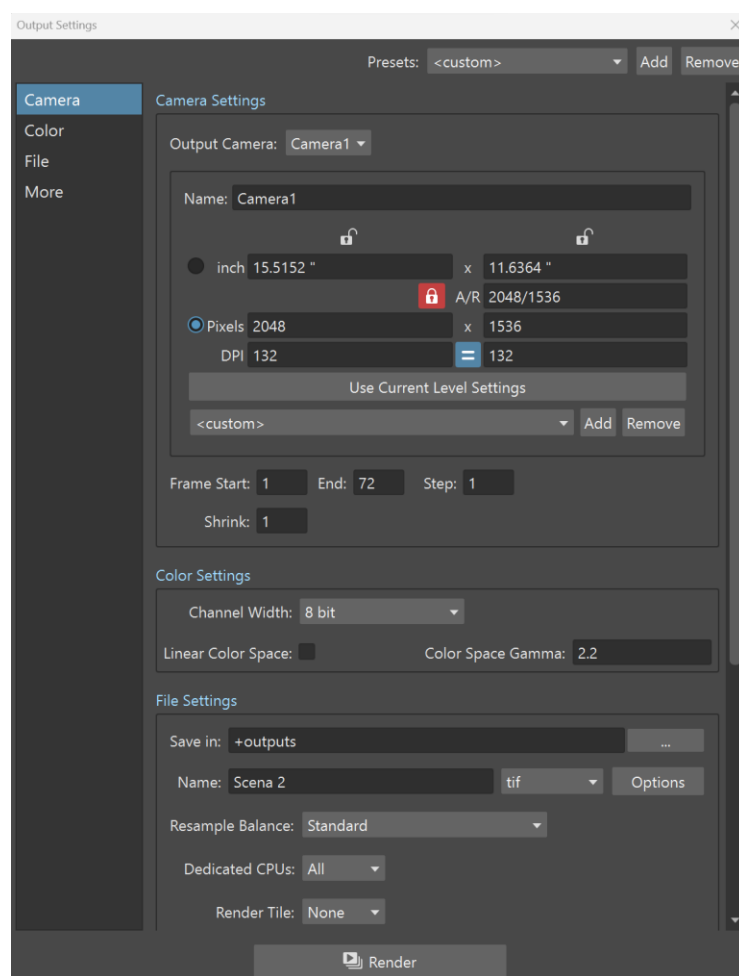 Output Settings
Presets: <custom> Add Remove
Camera
Color
File
More
Camera Settings
Output Camera: Camera1
Name: Camera1
inch 15.5152 " x 11.6364 "
A/R 2048/1536
Pixels 2048 x 1536
DPI 132 = 132
Use Current Level Settings
<custom> Add Remove
Frame Start: 1 End: 72 Step: 1
Shrink: 1
Color Settings
Channel Width: 8 bit
Linear Color Space: Color Space Gamma: 2.2
File Settings
Save in: +outputs ...
Name: Scena 2 tif Options
Resample Balance: Standard
Dedicated CPUs: All
Render Tile: None
Render